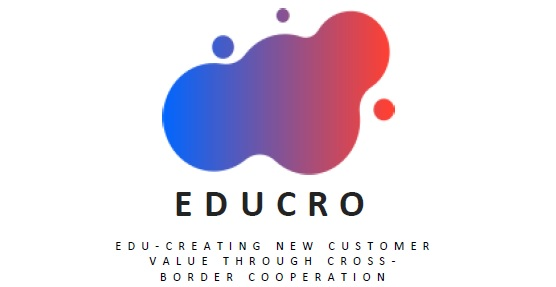 EDUCRO
EDU-CREATING NEW CUSTOMER
VALUE THROUGH CROSS-
BORDER COOPERATION